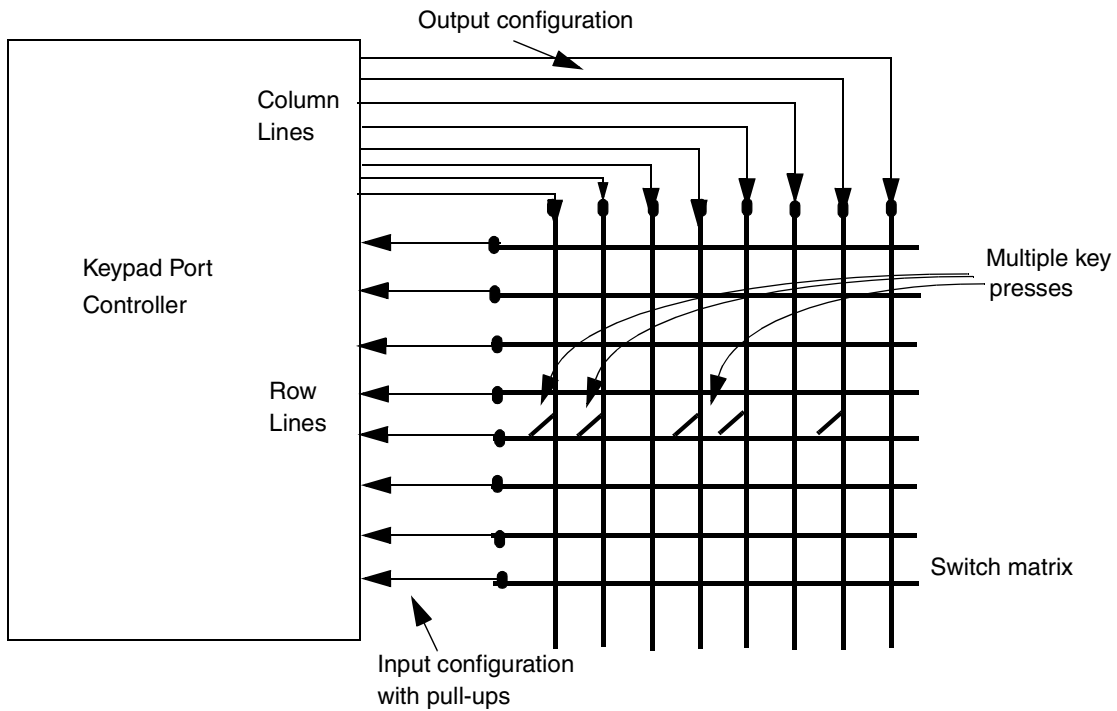 Output configuration
Column
Lines
Keypad Port
Controller
Multiple key
presses
Row
Lines
Switch matrix
Input configuration
with pull-ups